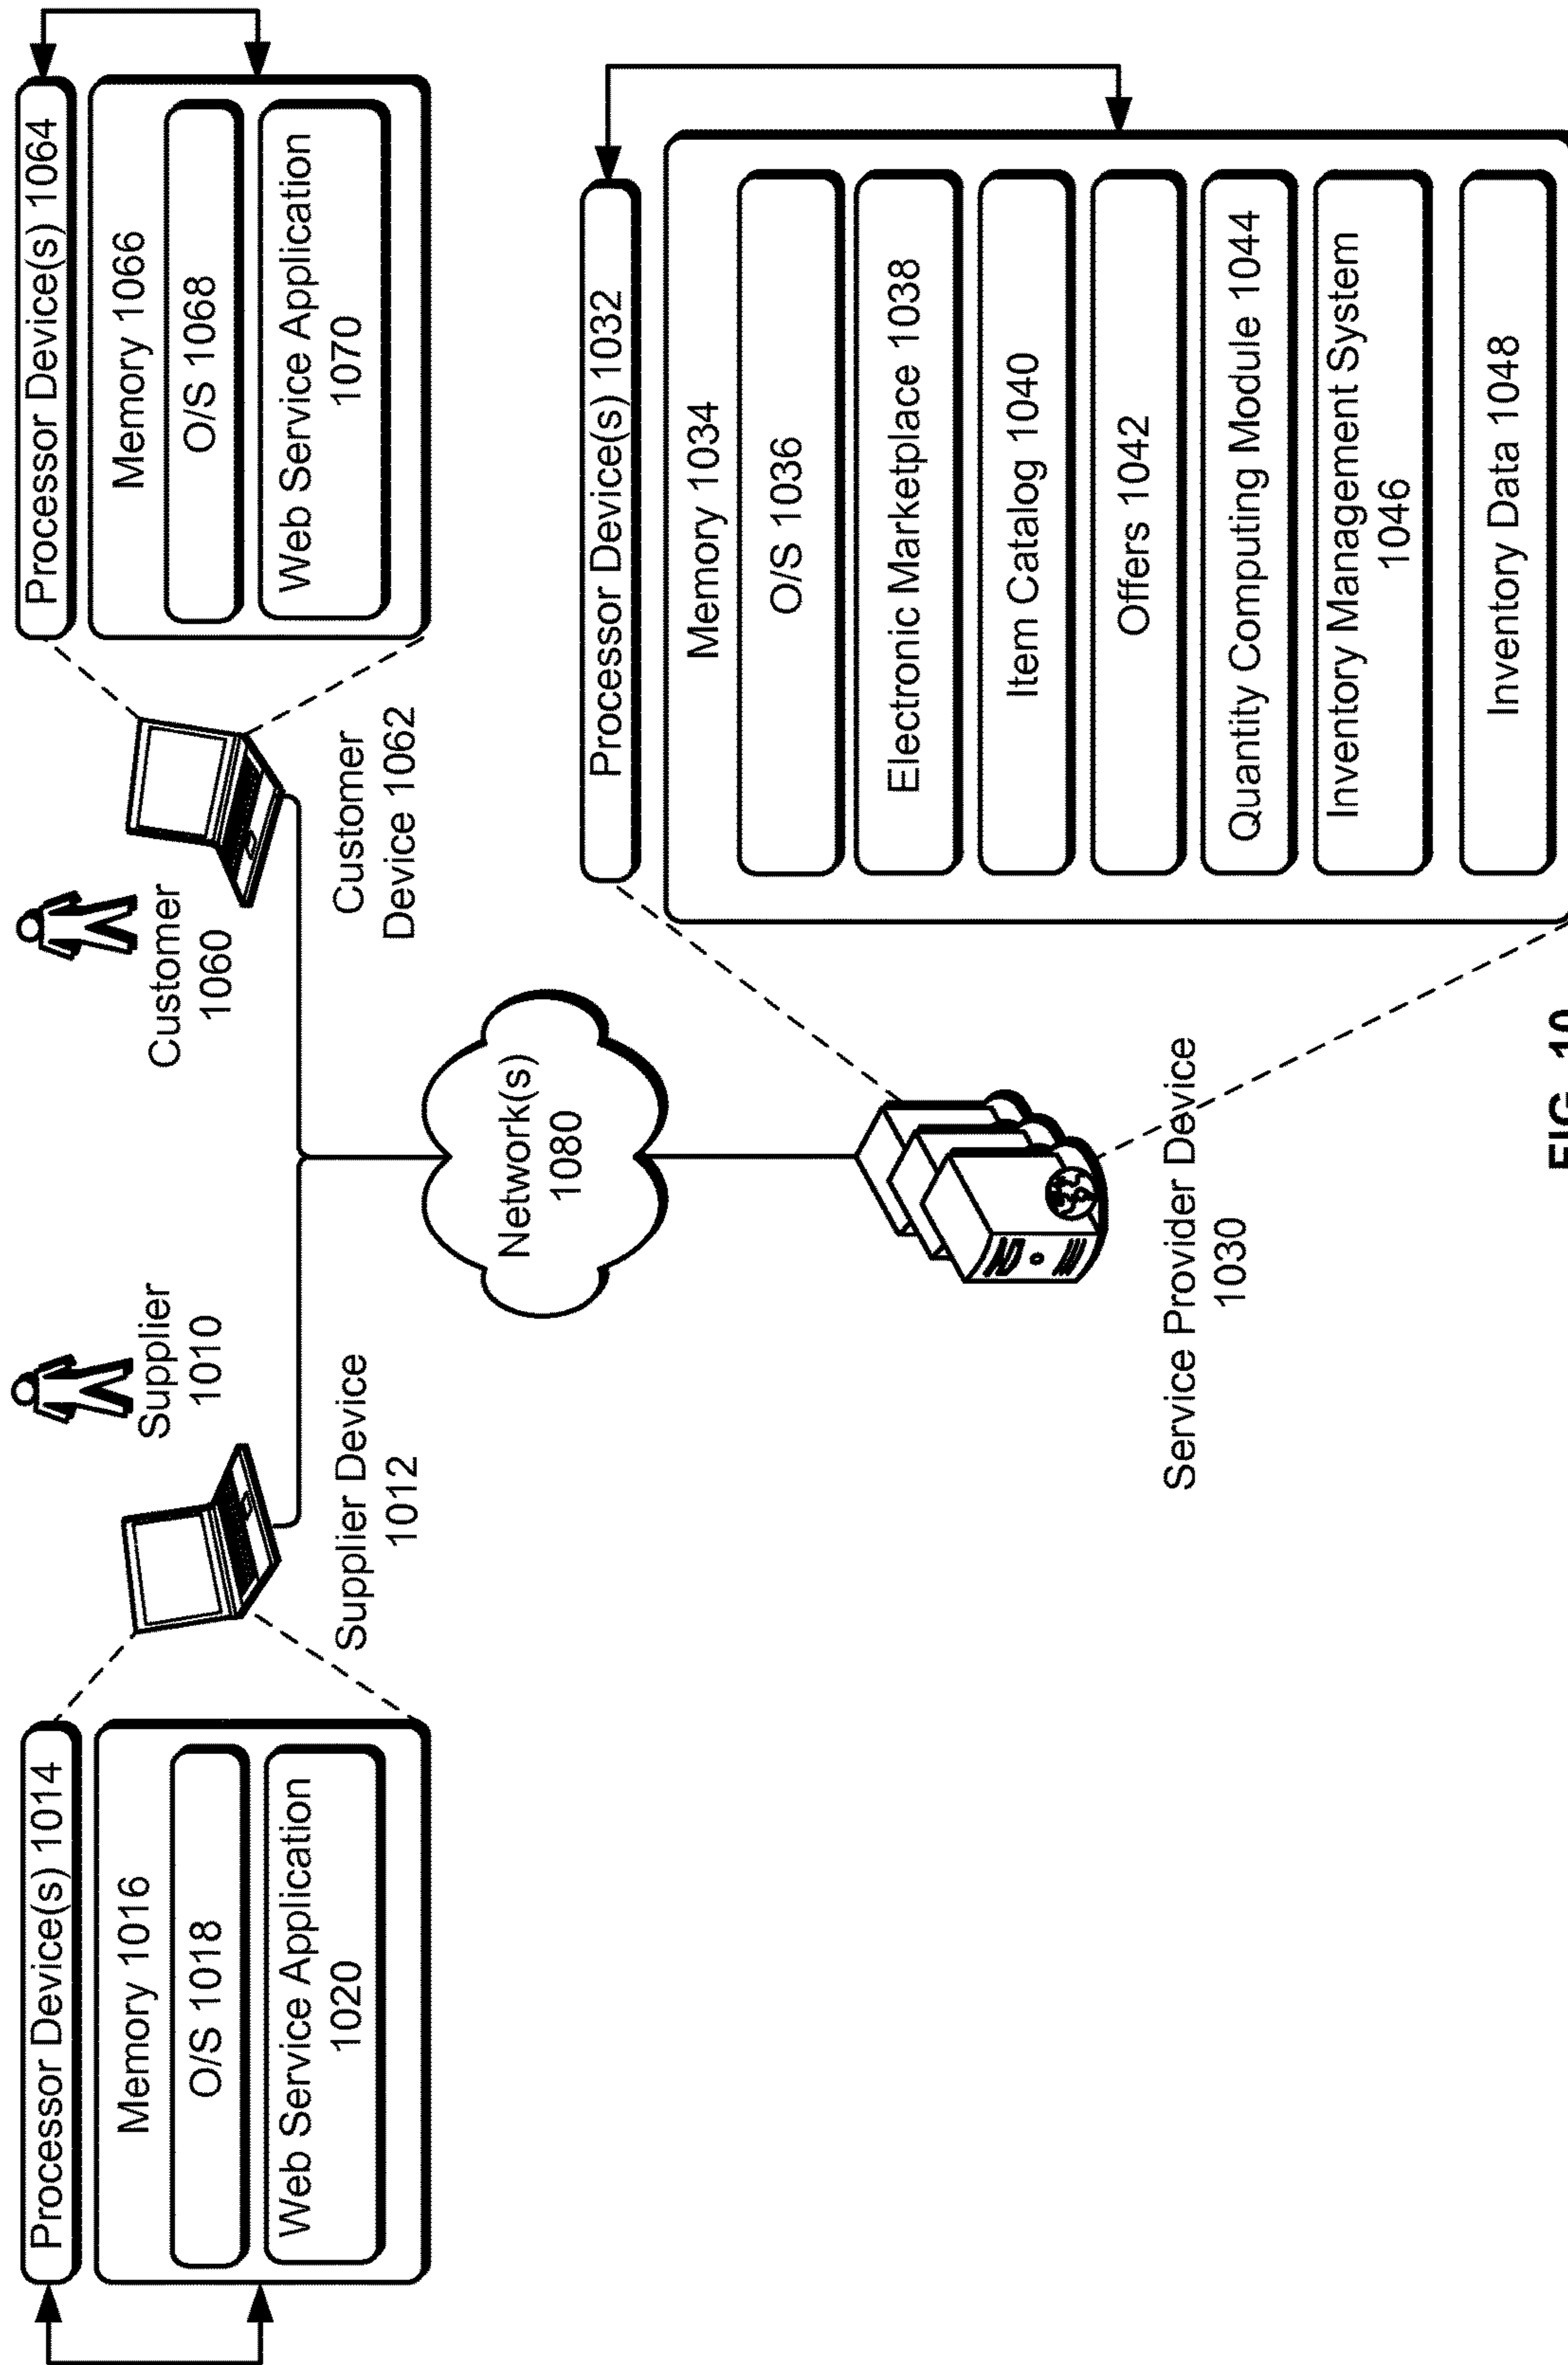 Processor Device(s) 1014
Memory 1016
O/S 1018
Web Service Application
1020
Supplier
1010
Supplier Device
1012
Customer
1060
Customer
Device 1062
Processor Device(s) 1064
Memory 1066
O/S 1068
Web Service Application
1070
Network(s)
1080
Service Provider Device
1030
Processor Device(s) 1032
Memory 1034
O/S 1036
Electronic Marketplace 1038
Item Catalog 1040
Offers 1042
Quantity Computing Module 1044
Inventory Management System
1046
Inventory Data 1048
FIG. 10